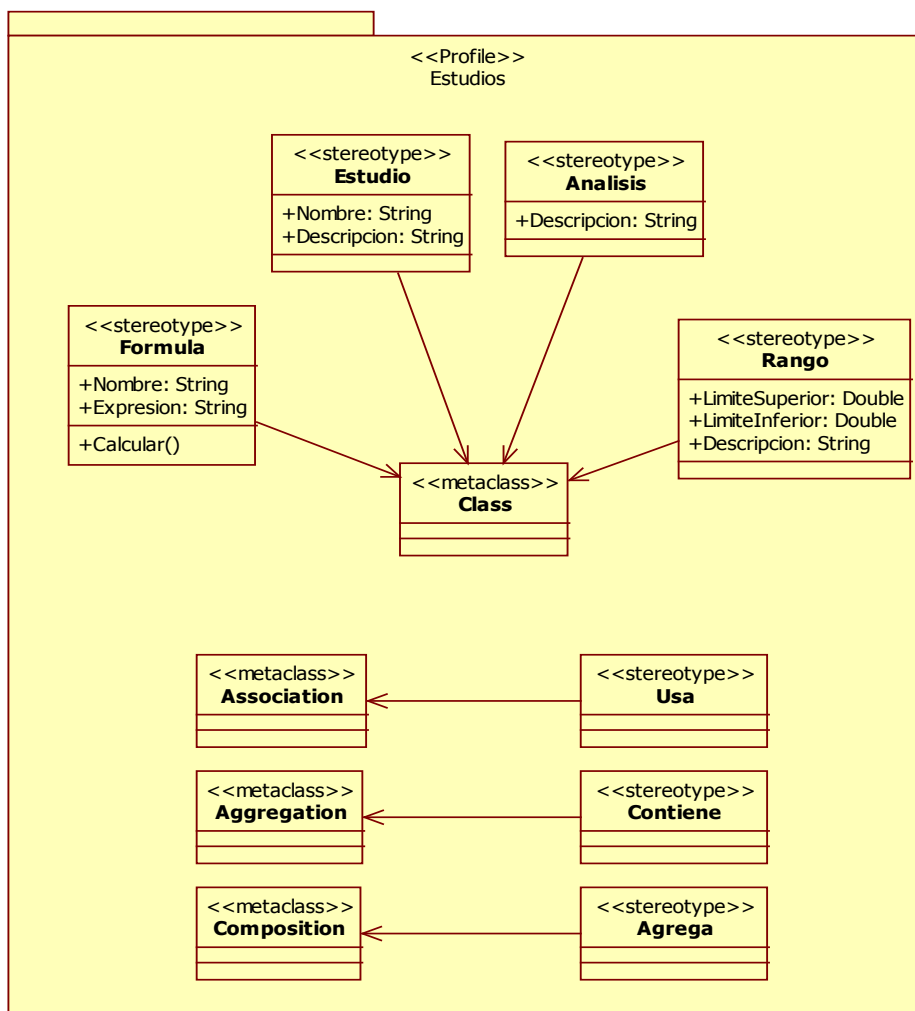 <<Profile>>
Estudios
<<stereotype>>
Estudio
+Nombre: String
+Descripcion: String
<<stereotype>>
Analisis
+Descripcion: String
<<stereotype>>
Formula
+Nombre: String
+Expresion: String
+Calcular()
<<stereotype>>
Rango
+LimiteSuperior: Double
+LimiteInferior: Double
+Descripcion: String
<<metaclass>>
Class
<<metaclass>>
Association
<<stereotype>>
Usa
<<metaclass>>
Aggregation
<<stereotype>>
Contiene
<<metaclass>>
Composition
<<stereotype>>
Agrega